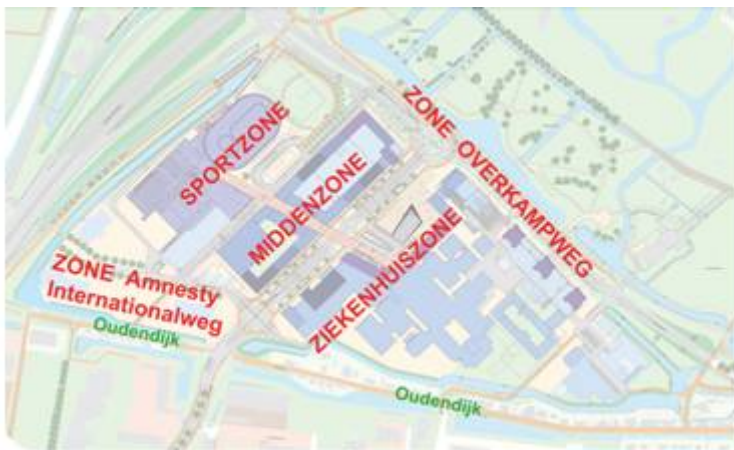 SPORTZONE
MIDDENZONE
ZONE OVERKAMPWEG
ZIEKENHUISZONE
ZONE Amnesty
Internationalweg
Oudendijk
Oudendijk